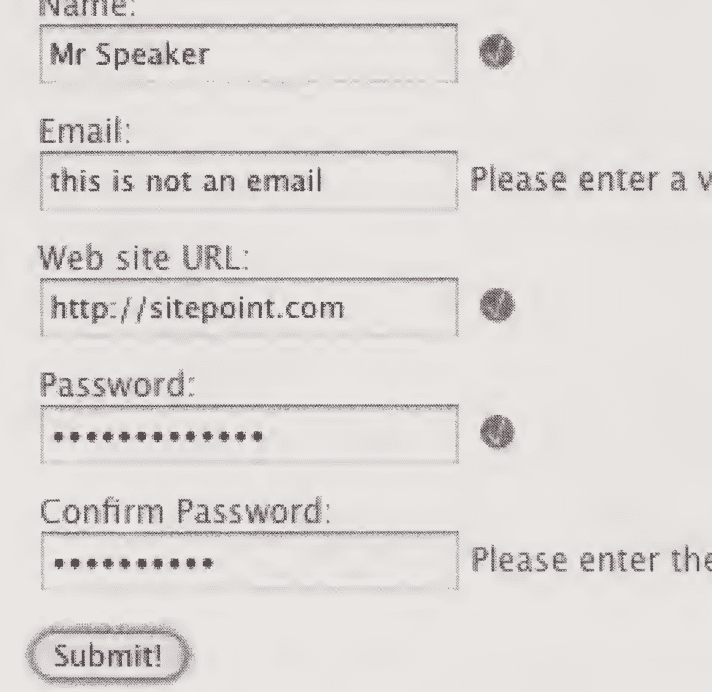 Name:
Mr Speaker
Email:
this is not an email Please enter a v
Web site URL:
http://sitepoint.com
Password:
•••••••••••••
Confirm Password:
•••••••••• Please enter the
Submit!